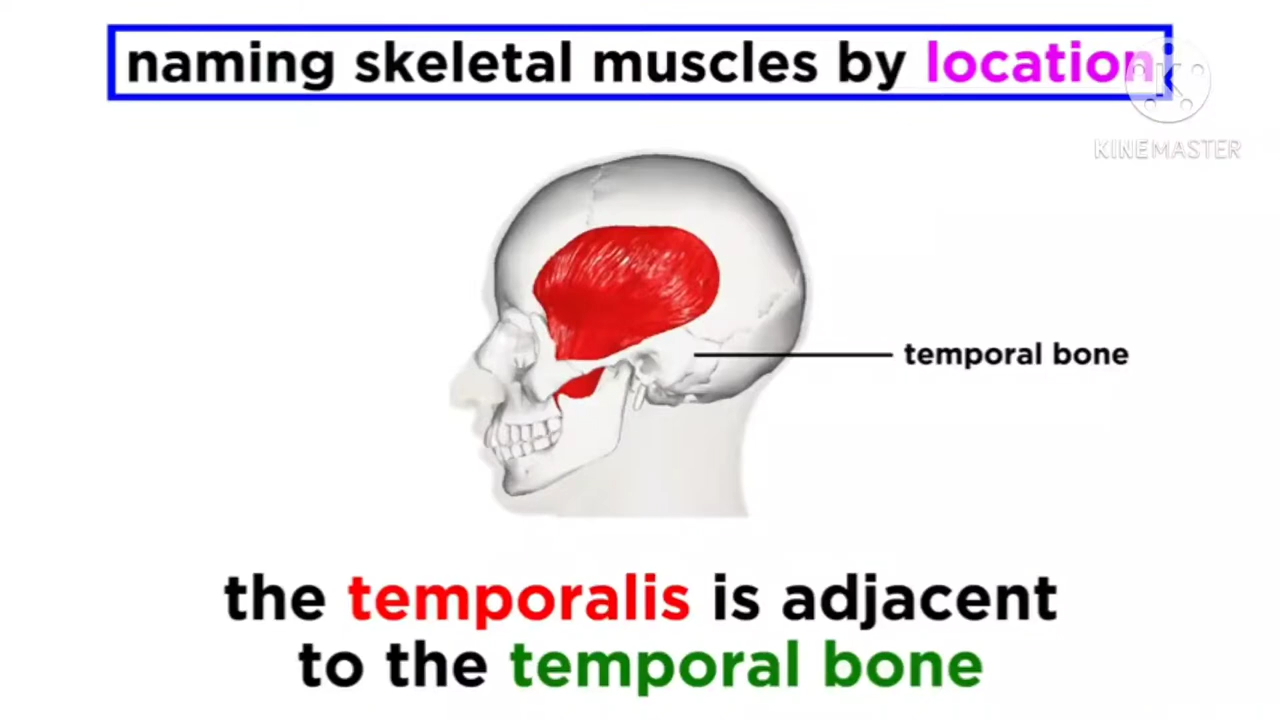 naming skeletal muscles by location
K
KINEMASTER
temporal bone
the temporalis is adjacent
to the temporal bone